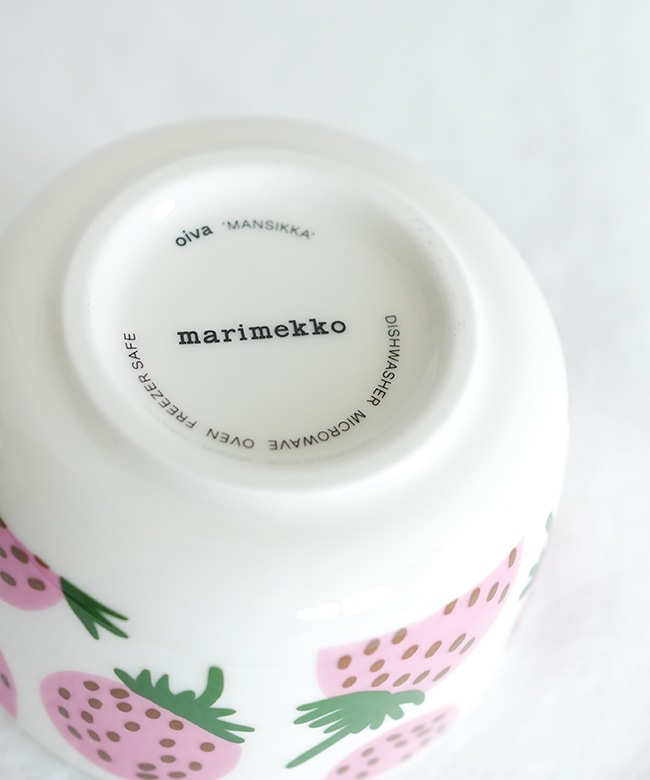 oiva 'MANSIKKA'
marimekko
DISHWASHER MICROWAVE OVEN FREEZER SAFE